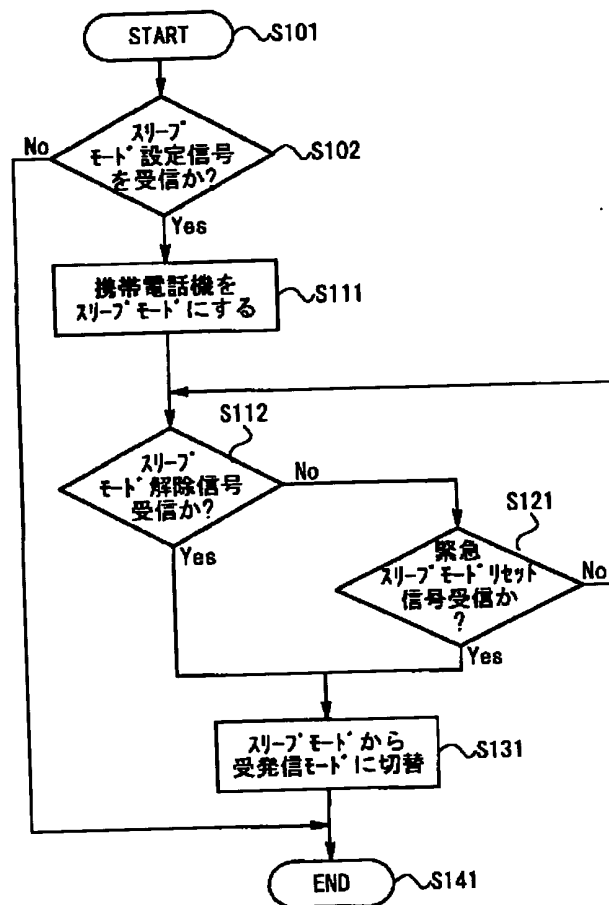 START
S101
スリープ
モード設定信号
を受信か?
S102
No
Yes
携帯電話機を
スリープモードにする
S111
S112
スリープ
モード解除信号
受信か?
No
Yes
S121
緊急
スリープモードリセット
信号受信か
?
No
Yes
スリープモードから
受発信モードに切替
S131
END
S141